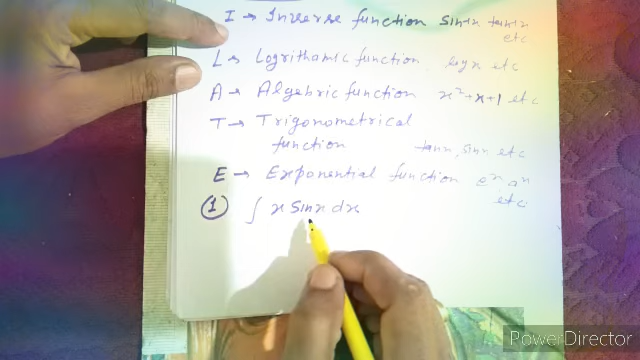 I → Inverse function sin⁻¹x tan⁻¹x
etc
L → Logrithamic function logx etc
A → Algebric function x²+x+1 etc
T → Trigonometrical
function tanx, sinx etc
E → Exponential function eˣ, aˣ
etc.
① ∫ x sinx dx
PowerDirector